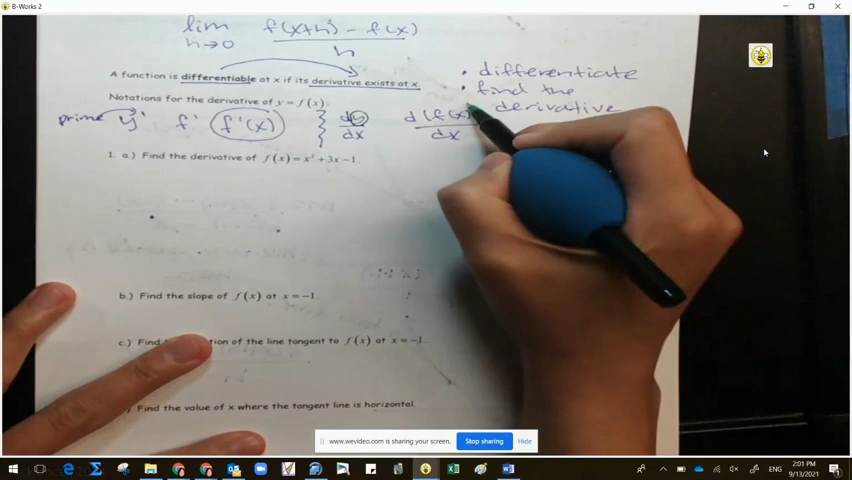 B-Works 2
lim f(x+h) - f(x)
h→0 h
A function is differentiable at x if its derivative exists at x.
• differentiate
• find the
derivative
Notations for the derivative of y = f(x):
prime y' f' f'(x) dy/dx d(f(x)/dx
1. a.) Find the derivative of f(x) = x² + 3x - 1.
b.) Find the slope of f(x) at x = -1.
c.) Find tion of the line tangent to f(x) at x = -1.
Find the value of x where the tangent line is horizontal.
www.wevideo.com is sharing your screen. Stop sharing Hide
ENG 2:01 PM
9/13/2021